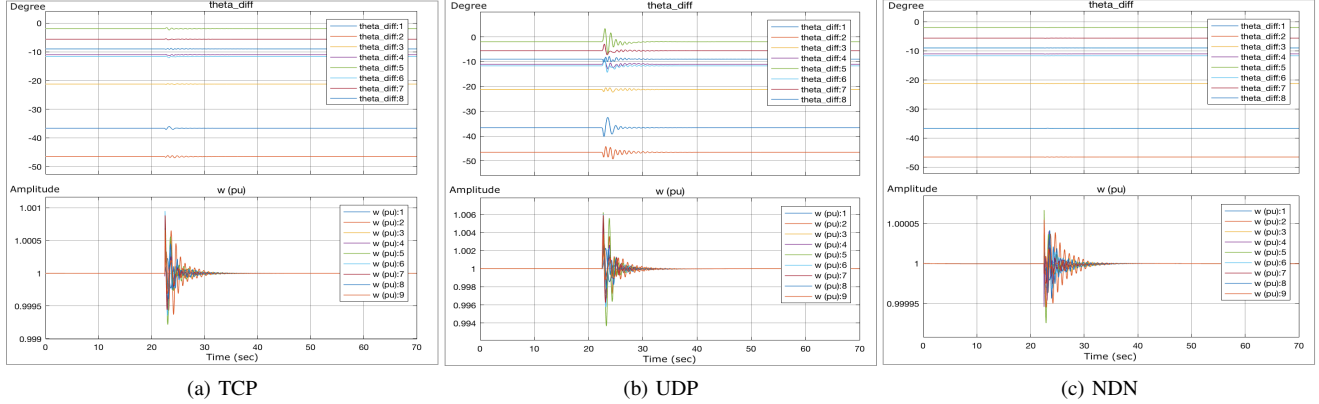 Degree
theta_diff
0
-10
-20
-30
-40
-50
theta_diff:1
theta_diff:2
theta_diff:3
theta_diff:4
theta_diff:5
theta_diff:6
theta_diff:7
theta_diff:8
Amplitude
w (pu)
1.001
1.0005
1
0.99995
0.999
w (pu):1
w (pu):2
w (pu):3
w (pu):4
w (pu):5
w (pu):6
w (pu):7
w (pu):8
w (pu):9
0 10 20 30 40 50 60 70
Time (sec)
(a) TCP
Degree
theta_diff
0
-10
-20
-30
-40
-50
theta_diff:1
theta_diff:2
theta_diff:3
theta_diff:4
theta_diff:5
theta_diff:6
theta_diff:7
theta_diff:8
Amplitude
w (pu)
1.006
1.004
1.002
1
0.998
0.996
0.994
w (pu):1
w (pu):2
w (pu):3
w (pu):4
w (pu):5
w (pu):6
w (pu):7
w (pu):8
w (pu):9
0 10 20 30 40 50 60 70
Time (sec)
(b) UDP
Degree
theta_diff
0
-10
-20
-30
-40
-50
theta_diff:1
theta_diff:2
theta_diff:3
theta_diff:4
theta_diff:5
theta_diff:6
theta_diff:7
theta_diff:8
Amplitude
w (pu)
1.00005
1
0.99995
w (pu):1
w (pu):2
w (pu):3
w (pu):4
w (pu):5
w (pu):6
w (pu):7
w (pu):8
w (pu):9
0 10 20 30 40 50 60 70
Time (sec)
(c) NDN